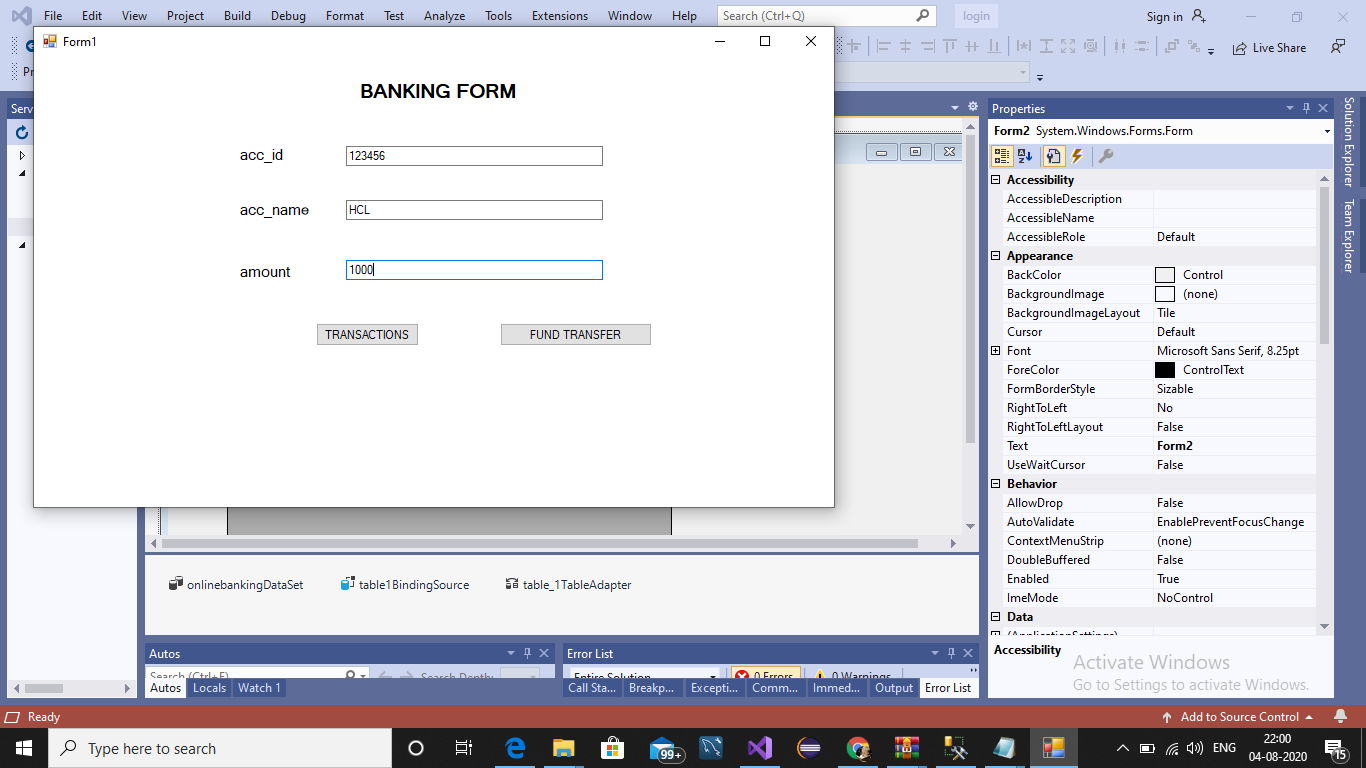 File Edit View Project Build Debug Format Test Analyze Tools Extensions Window Help Search (Ctrl+Q) login Sign in
Form1
Live Share
BANKING FORM
acc_id 123456
acc_name HCL
amount 1000
TRANSACTIONS FUND TRANSFER
Serv
onlinebankingDataSet table1BindingSource table_1TableAdapter
Autos
Search (Ctrl+E) Search Depth:
Autos Locals Watch 1
Error List
Entire Solution 0 Errors 0 Warnings
Call Sta... Breakp... Excepti... Comm... Immed... Output Error List
Properties
Form2 System.Windows.Forms.Form
Accessibility
AccessibleDescription
AccessibleName
AccessibleRole Default
Appearance
BackColor Control
BackgroundImage (none)
BackgroundImageLayout Tile
Cursor Default
Font Microsoft Sans Serif, 8.25pt
ForeColor ControlText
FormBorderStyle Sizable
RightToLeft No
RightToLeftLayout False
Text Form2
UseWaitCursor False
Behavior
AllowDrop False
AutoValidate EnablePreventFocusChange
ContextMenuStrip (none)
DoubleBuffered False
Enabled True
ImeMode NoControl
Data
(ApplicationSettings)
Accessibility
Activate Windows
Go to Settings to activate Windows.
Solution Explorer
Team Explorer
Ready Add to Source Control
Type here to search 99+ ENG 22:00
04-08-2020 15